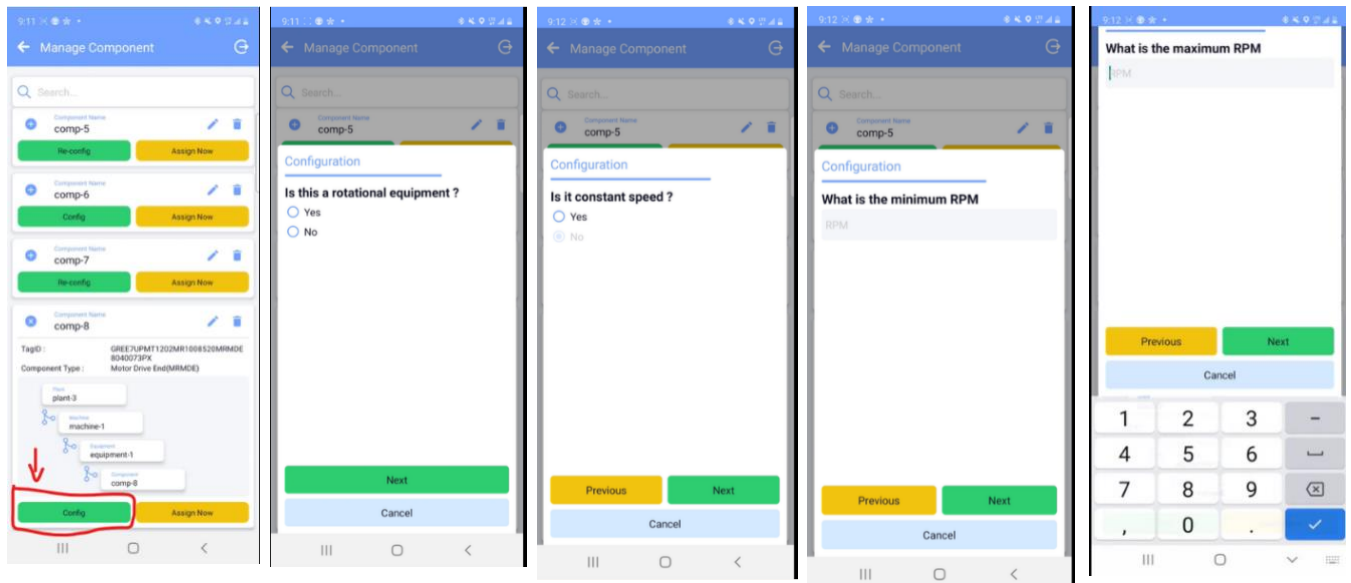 9:11
Manage Component
Search...
Component Name
comp-5
Re-config
Assign Now
Component Name
comp-6
Config
Assign Now
Component Name
comp-7
Re-config
Assign Now
Component Name
comp-8
TagID :
GREE7UPMT1202MR1008520MRMDE
8040073PX
Component Type :
Motor Drive End(MRMDE)
Plant
plant-3
Machine
machine-1
Equipment
equipment-1
Component
comp-8
Config
Assign Now
9:11
Manage Component
Search...
Component Name
comp-5
Configuration
Is this a rotational equipment ?
Yes
No
Next
Cancel
9:12
Manage Component
Search...
Component Name
comp-5
Configuration
Is it constant speed ?
Yes
No
Previous
Next
Cancel
9:12
Manage Component
Search...
Component Name
comp-5
Configuration
What is the minimum RPM
RPM
Previous
Next
Cancel
9:12
What is the maximum RPM
RPM
Previous
Next
Cancel
1 2 3 -
4 5 6
7 8 9
, 0 .